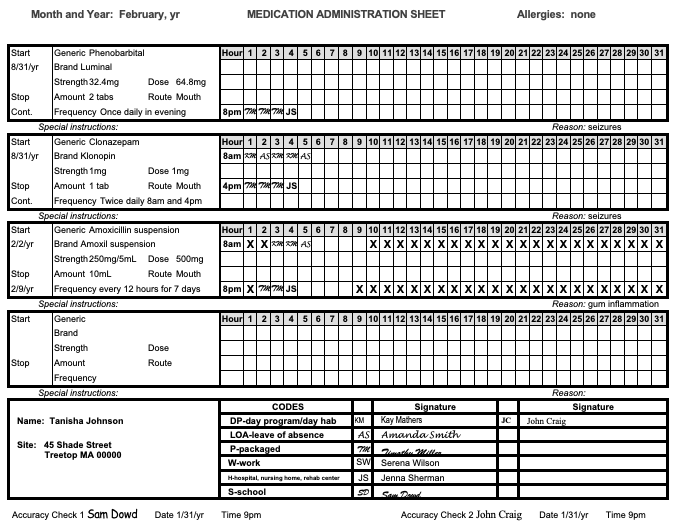 Month and Year: February, yr MEDICATION ADMINISTRATION SHEET Allergies: none
Start Generic Phenobarbital Hour 1 2 3 4 5 6 7 8 9 10 11 12 13 14 15 16 17 18 19 20 21 22 23 24 25 26 27 28 29 30 31
8/31/yr Brand Luminal
Strength 32.4mg Dose 64.8mg
Stop Amount 2 tabs Route Mouth
Cont. Frequency Once daily in evening 8pm TM TM TM JS
Special instructions: Reason: seizures
Start Generic Clonazepam Hour 1 2 3 4 5 6 7 8 9 10 11 12 13 14 15 16 17 18 19 20 21 22 23 24 25 26 27 28 29 30 31
8/31/yr Brand Klonopin 8am KM AS KM KM AS
Strength 1mg Dose 1mg
Stop Amount 1 tab Route Mouth 4pm TM TM TM JS
Cont. Frequency Twice daily 8am and 4pm
Special instructions: Reason: seizures
Start Generic Amoxicillin suspension Hour 1 2 3 4 5 6 7 8 9 10 11 12 13 14 15 16 17 18 19 20 21 22 23 24 25 26 27 28 29 30 31
2/2/yr Brand Amoxil suspension 8am X X KM KM AS X X X X X X X X X X X X X X X X X X X X X X
Strength 250mg/5mL Dose 500mg
Stop Amount 10mL Route Mouth
2/9/yr Frequency every 12 hours for 7 days 8pm X TM TM JS X X X X X X X X X X X X X X X X X X X X X X X
Special instructions: Reason: gum inflammation
Start Generic Hour 1 2 3 4 5 6 7 8 9 10 11 12 13 14 15 16 17 18 19 20 21 22 23 24 25 26 27 28 29 30 31
Brand
Strength Dose
Stop Amount Route
Frequency
Special instructions: Reason:
CODES Signature Signature
Name: Tanisha Johnson DP-day program/day hab KM Kay Mathers JC John Craig
LOA-leave of absence AS Amanda Smith
Site: 45 Shade Street P-packaged TM Timothy Miller
Treetop MA 00000 W-work SW Serena Wilson
H-hospital, nursing home, rehab center JS Jenna Sherman
S-school SD Sam Dowd
Accuracy Check 1 Sam Dowd Date 1/31/yr Time 9pm Accuracy Check 2 John Craig Date 1/31/yr Time 9pm